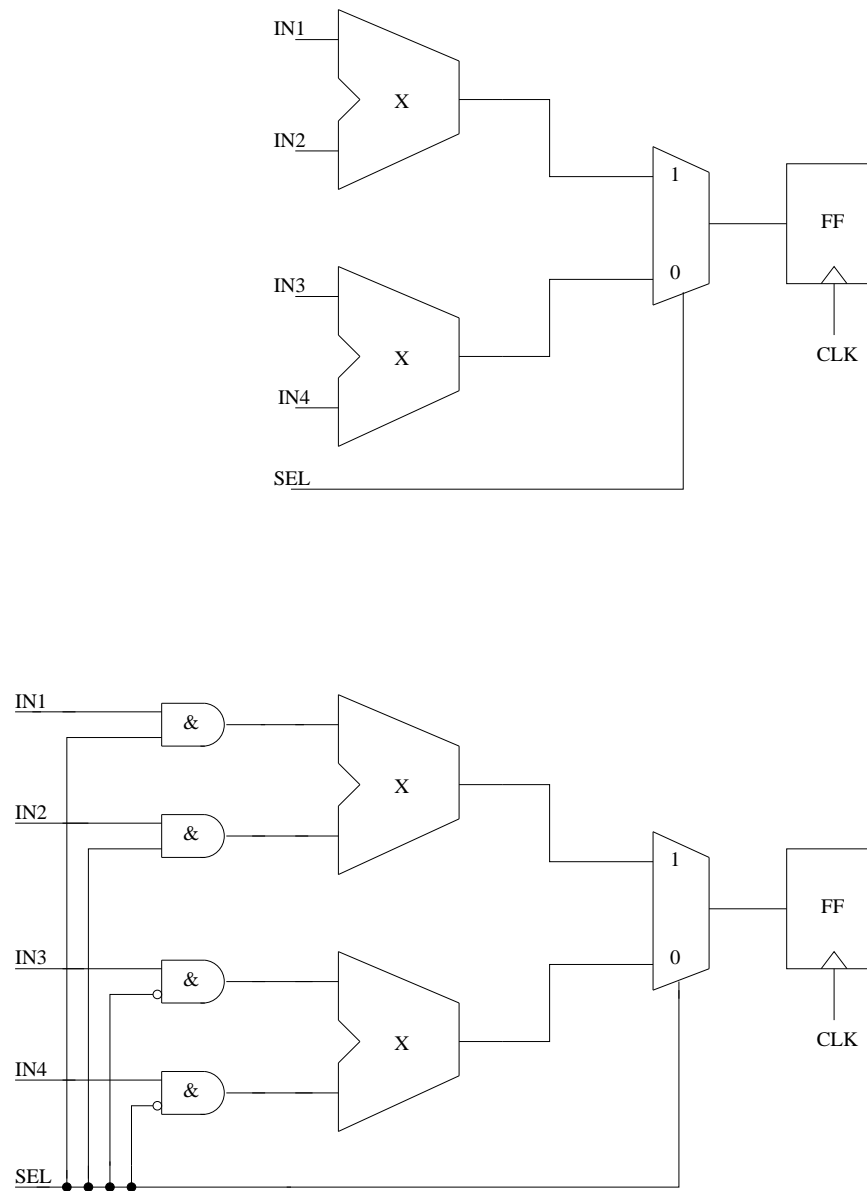 IN1
X
IN2
1
FF
IN3
0
X
CLK
IN4
SEL
IN1
&
X
IN2
&
1
FF
IN3
&
0
X
CLK
IN4
&
SEL